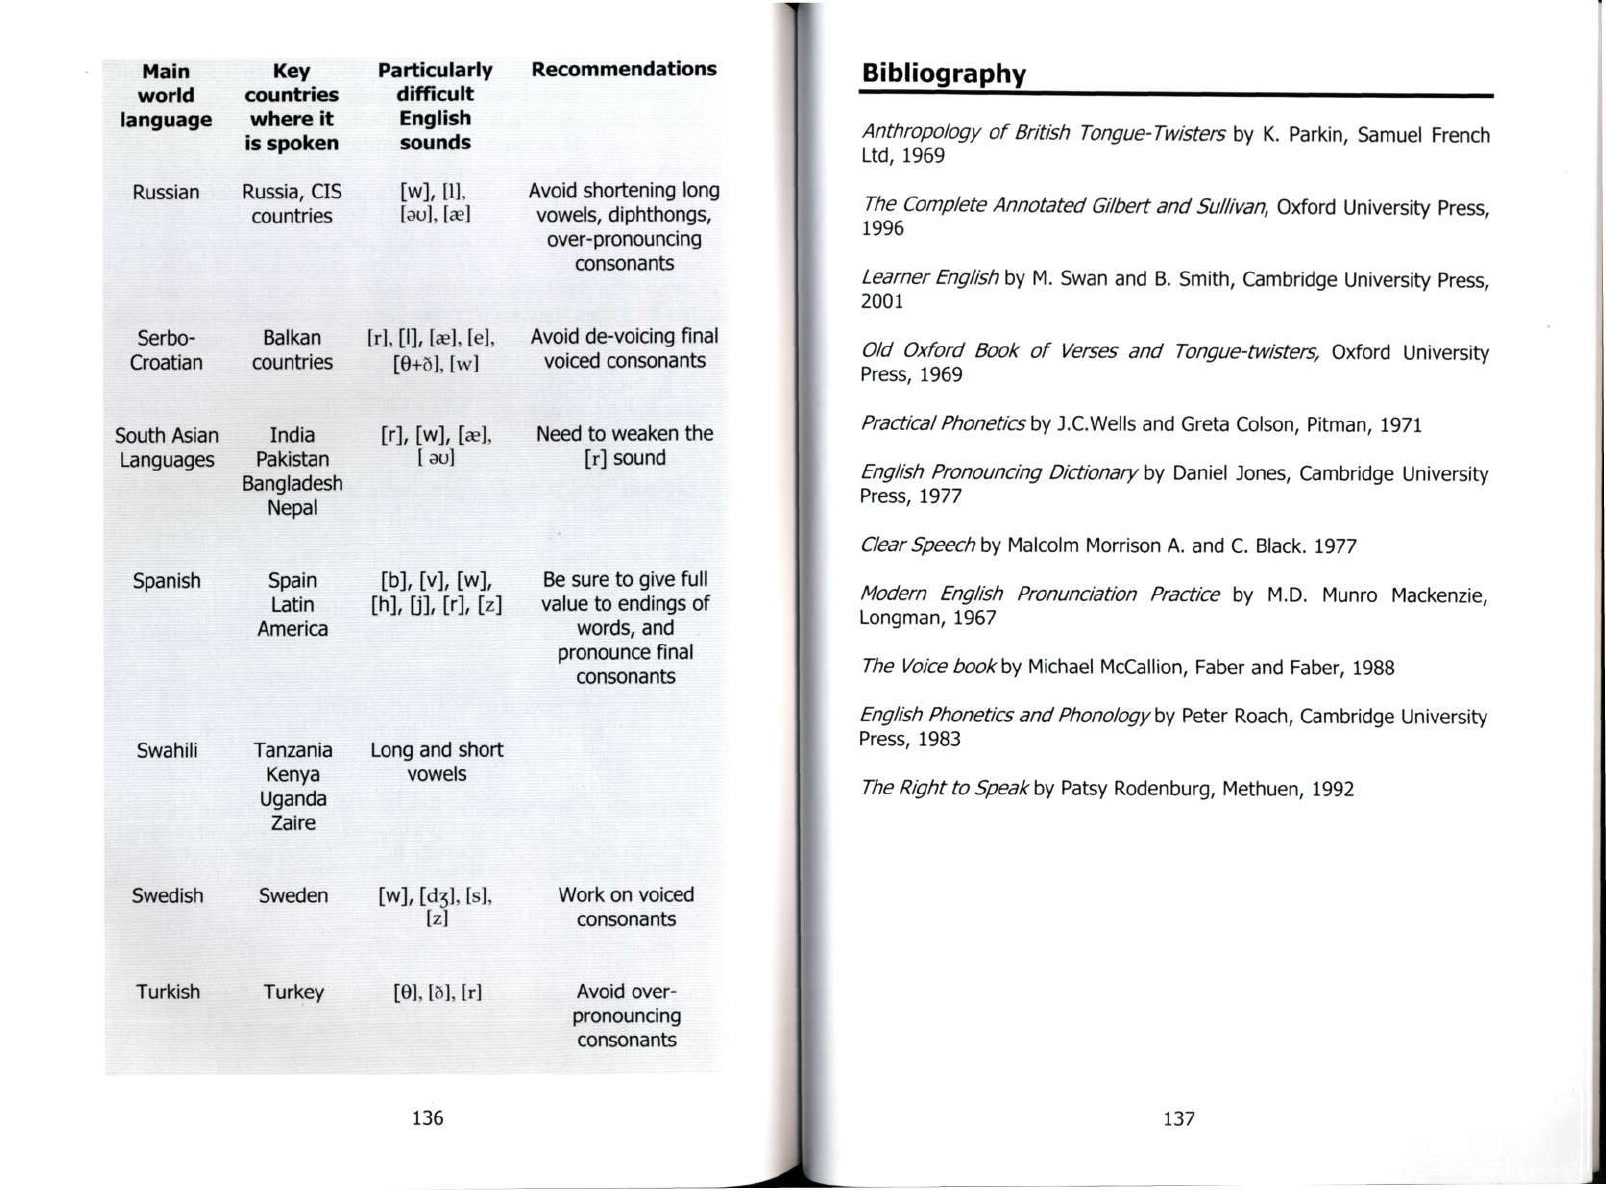 Main Key Particularly Recommendations
world countries difficult
language where it English
is spoken sounds
Russian Russia, CIS [w], [l], Avoid shortening long
countries [əʊ], [æ] vowels, diphthongs,
over-pronouncing
consonants
Serbo- Balkan [r], [l], [æ], [e], Avoid de-voicing final
Croatian countries [θ+ð], [w] voiced consonants
South Asian India [r], [w], [æ], Need to weaken the
Languages Pakistan [ əʊ] [r] sound
Bangladesh
Nepal
Spanish Spain [b], [v], [w], Be sure to give full
Latin [h], [j], [r], [z] value to endings of
America words, and
pronounce final
consonants
Swahili Tanzania Long and short
Kenya vowels
Uganda
Zaire
Swedish Sweden [w], [dʒ], [s], Work on voiced
[z] consonants
Turkish Turkey [θ], [ð], [r] Avoid over-
pronouncing
consonants
136
Bibliography
Anthropology of British Tongue-Twisters by K. Parkin, Samuel French
Ltd, 1969
The Complete Annotated Gilbert and Sullivan, Oxford University Press,
1996
Learner English by M. Swan and B. Smith, Cambridge University Press,
2001
Old Oxford Book of Verses and Tongue-twisters, Oxford University
Press, 1969
Practical Phonetics by J.C.Wells and Greta Colson, Pitman, 1971
English Pronouncing Dictionary by Daniel Jones, Cambridge University
Press, 1977
Clear Speech by Malcolm Morrison A. and C. Black. 1977
Modern English Pronunciation Practice by M.D. Munro Mackenzie,
Longman, 1967
The Voice book by Michael McCallion, Faber and Faber, 1988
English Phonetics and Phonology by Peter Roach, Cambridge University
Press, 1983
The Right to Speak by Patsy Rodenburg, Methuen, 1992
137